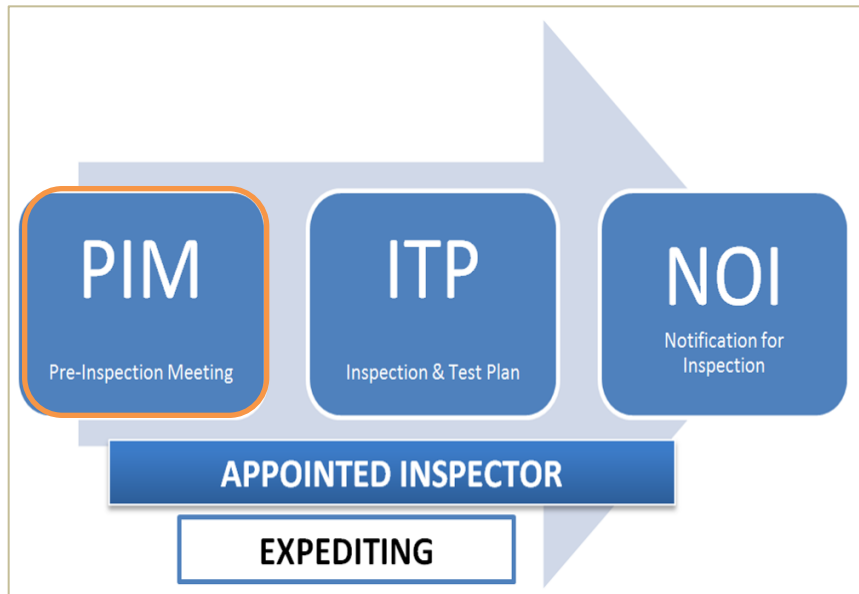 PIM
Pre-Inspection Meeting
ITP
Inspection & Test Plan
NOI
Notification for
Inspection
APPOINTED INSPECTOR
EXPEDITING